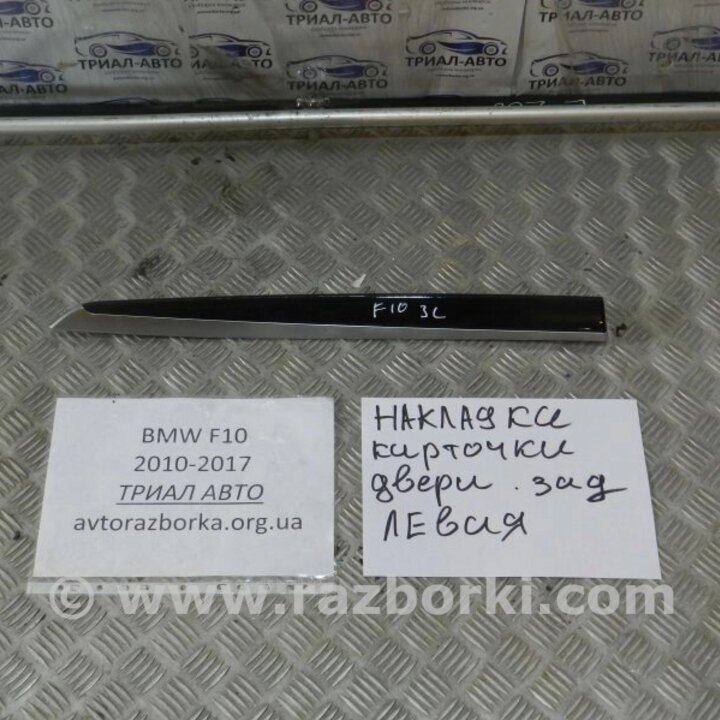 ТРИАЛ-АВТО
ТРИАЛ-АВТО
ТРИАЛ-АВТО
ТРИАЛ-АВТО
ТРИАЛ-АВТО
F10 ЗL
BMW F10
2010-2017
ТРИАЛ АВТО
avtorazborka.org.ua
НАКЛАДКИ
карточки
двери . зад
ЛЕВАЯ
© www.razborki.com